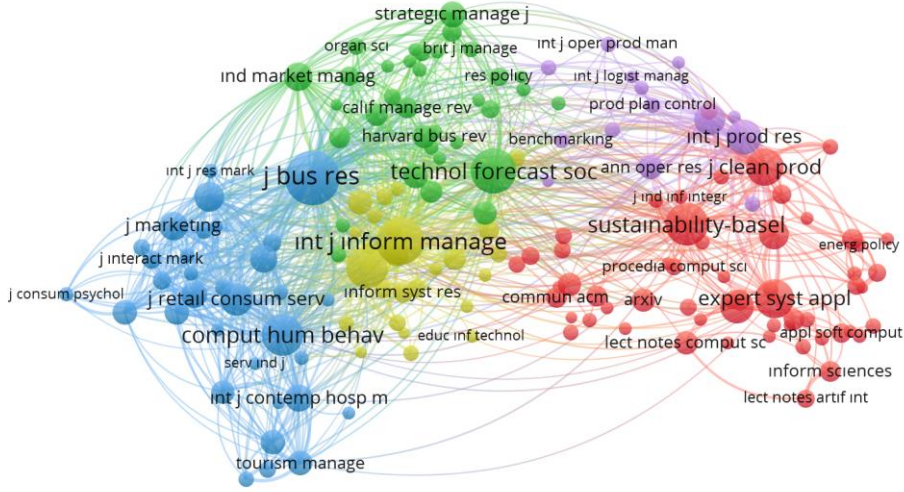 strategic manage j
organ sci
brit j manage
int j oper prod man
ind market manag
res policy
int j logist manag
calif manage rev
prod plan control
harvard bus rev
benchmarking
int j prod res
int j res mark
j bus res
technol forecast soc
ann oper res
j clean prod
j ind inf integr
j marketing
sustainability-basel
int j inform manage
energ policy
j interact mark
procedia comput sci
j consum psychol
j retail consum serv
inform syst res
commun acm
arxiv
expert syst appl
comput hum behav
educ inf technol
lect notes comput sc
appl soft comput
serv ind j
inform sciences
int j contemp hosp m
lect notes artif int
tourism manage